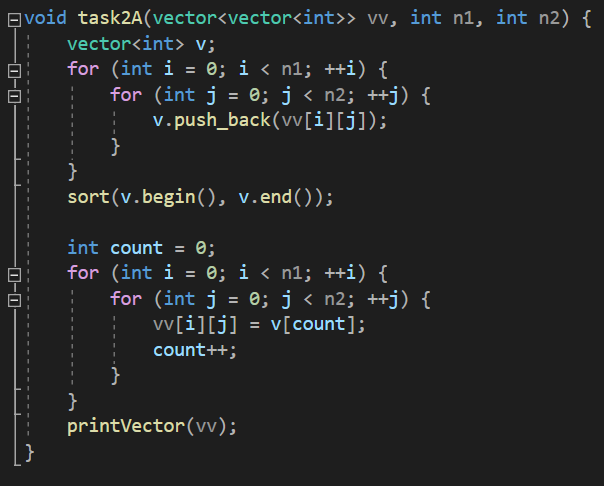 void task2A(vector<vector<int>> vv, int n1, int n2) {
    vector<int> v;
    for (int i = 0; i < n1; ++i) {
        for (int j = 0; j < n2; ++j) {
            v.push_back(vv[i][j]);
        }
    }
    sort(v.begin(), v.end());

    int count = 0;
    for (int i = 0; i < n1; ++i) {
        for (int j = 0; j < n2; ++j) {
            vv[i][j] = v[count];
            count++;
        }
    }
    printVector(vv);
}